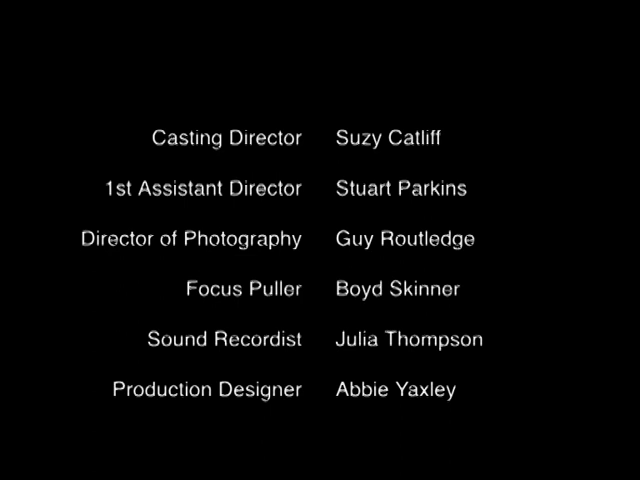 Casting Director Suzy Catliff
1st Assistant Director Stuart Parkins
Director of Photography Guy Routledge
Focus Puller Boyd Skinner
Sound Recordist Julia Thompson
Production Designer Abbie Yaxley